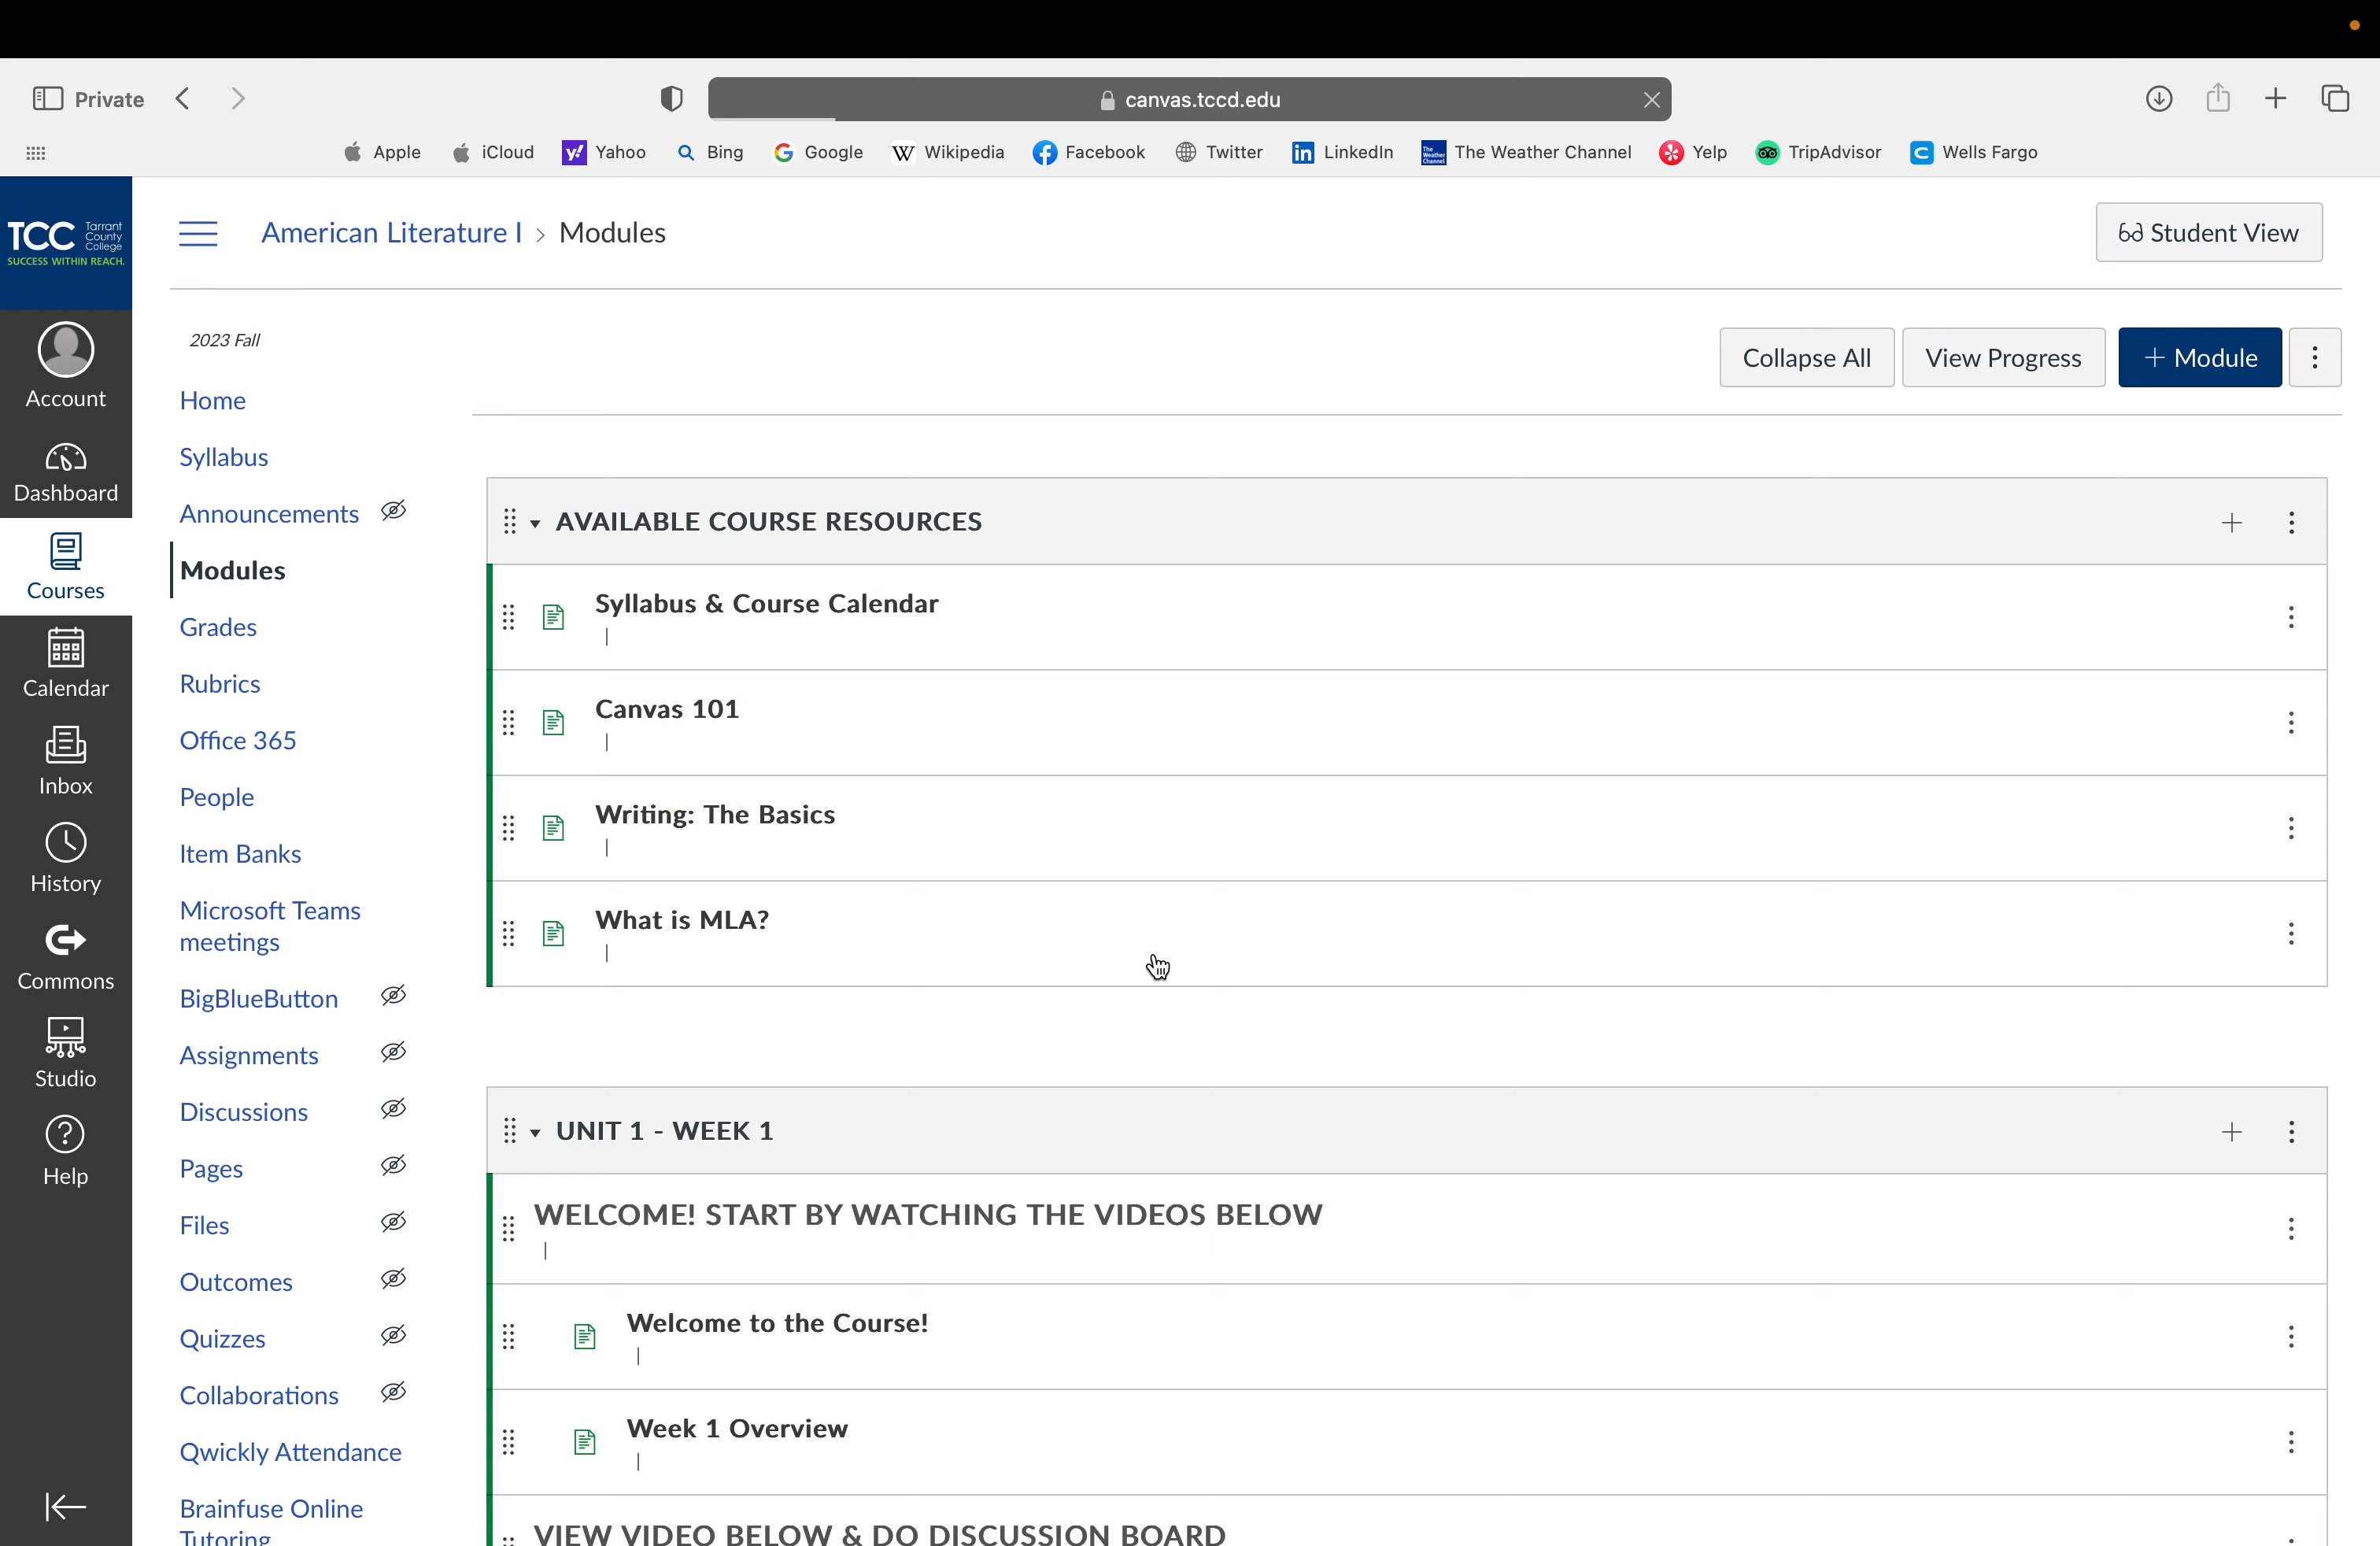 Private
canvas.tccd.edu
Apple
iCloud
Yahoo
Bing
Google
Wikipedia
Facebook
Twitter
LinkedIn
The Weather Channel
Yelp
TripAdvisor
Wells Fargo
TCC Tarrant County College
SUCCESS WITHIN REACH.
American Literature I > Modules
Student View
Account
Dashboard
Courses
Calendar
Inbox
History
Commons
Studio
Help
2023 Fall
Home
Syllabus
Announcements
Modules
Grades
Rubrics
Office 365
People
Item Banks
Microsoft Teams
meetings
BigBlueButton
Assignments
Discussions
Pages
Files
Outcomes
Quizzes
Collaborations
Qwickly Attendance
Brainfuse Online
Tutoring
Collapse All
View Progress
+ Module
AVAILABLE COURSE RESOURCES
Syllabus & Course Calendar
Canvas 101
Writing: The Basics
What is MLA?
UNIT 1 - WEEK 1
WELCOME! START BY WATCHING THE VIDEOS BELOW
Welcome to the Course!
Week 1 Overview
VIEW VIDEO BELOW & DO DISCUSSION BOARD